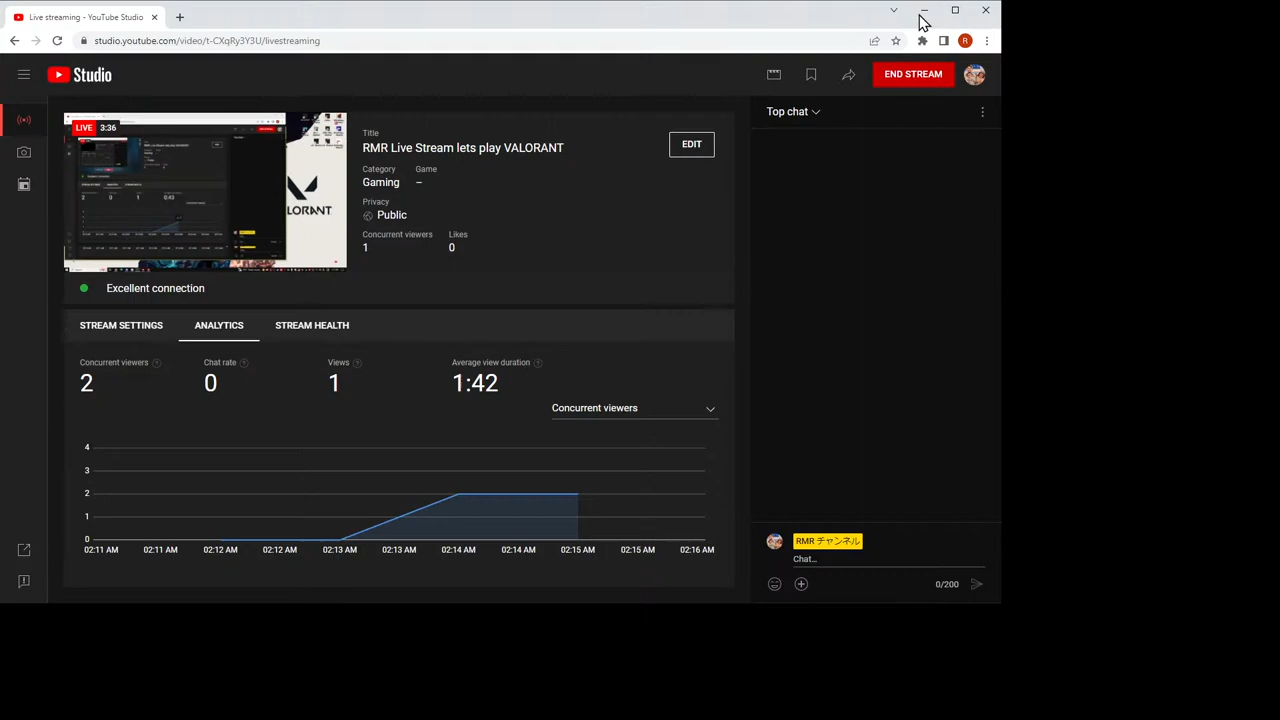 Live streaming - YouTube Studio
studio.youtube.com/video/t-CXqRy3Y3U/livestreaming
R
Studio
END STREAM
LIVE 3:36
Title
RMR Live Stream lets play VALORANT
EDIT
Category Game
Gaming –
Privacy
Public
Concurrent viewers Likes
1 0
Excellent connection
Top chat
STREAM SETTINGS ANALYTICS STREAM HEALTH
Concurrent viewers Chat rate Views Average view duration
2 0 1 1:42
Concurrent viewers
4
3
2
1
0
02:11 AM 02:11 AM 02:12 AM 02:12 AM 02:13 AM 02:13 AM 02:14 AM 02:14 AM 02:15 AM 02:15 AM 02:16 AM
RMR チャンネル
Chat...
0/200